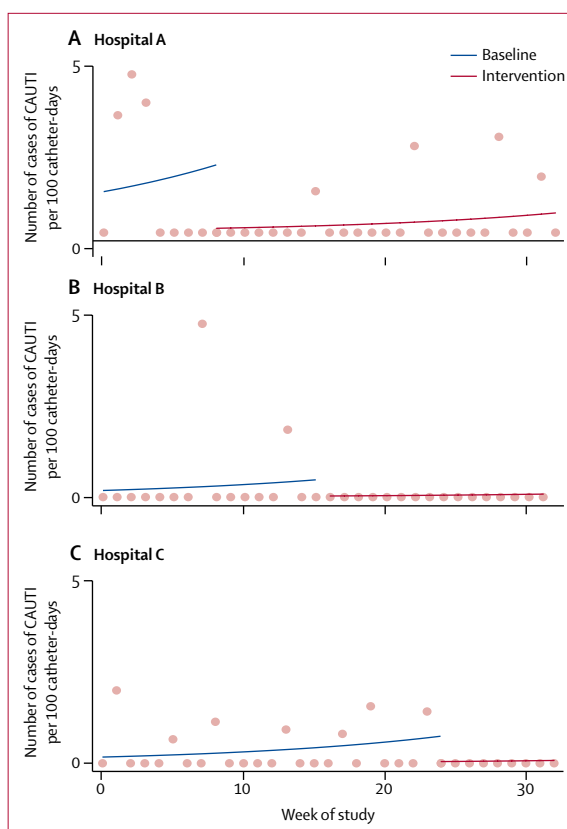 A Hospital A
Baseline
Intervention
Number of cases of CAUTI
per 100 catheter-days
5
0
B Hospital B
Number of cases of CAUTI
per 100 catheter-days
5
0
C Hospital C
Number of cases of CAUTI
per 100 catheter-days
5
0
0 10 20 30
Week of study